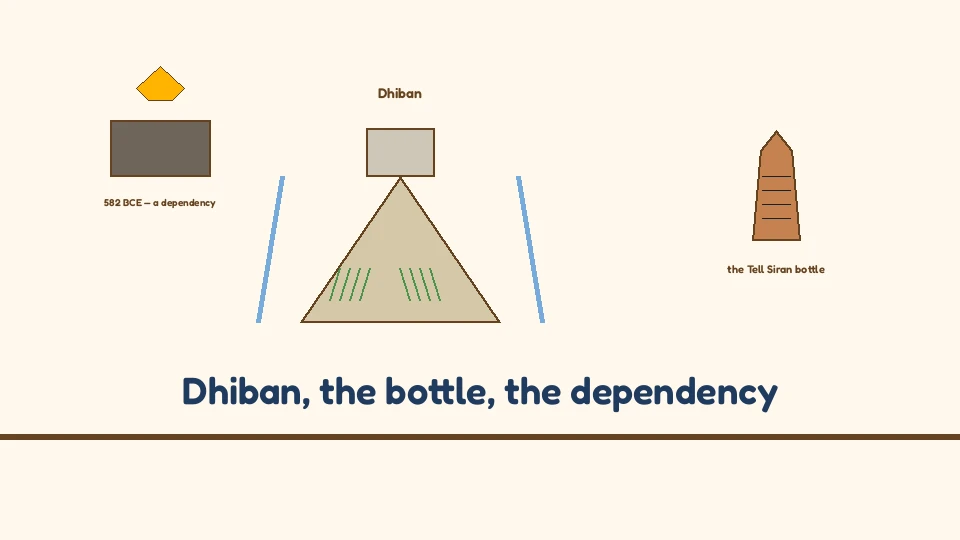 Dhiban
582 BCE — a dependency
the Tell Siran bottle
Dhiban, the bottle, the dependency